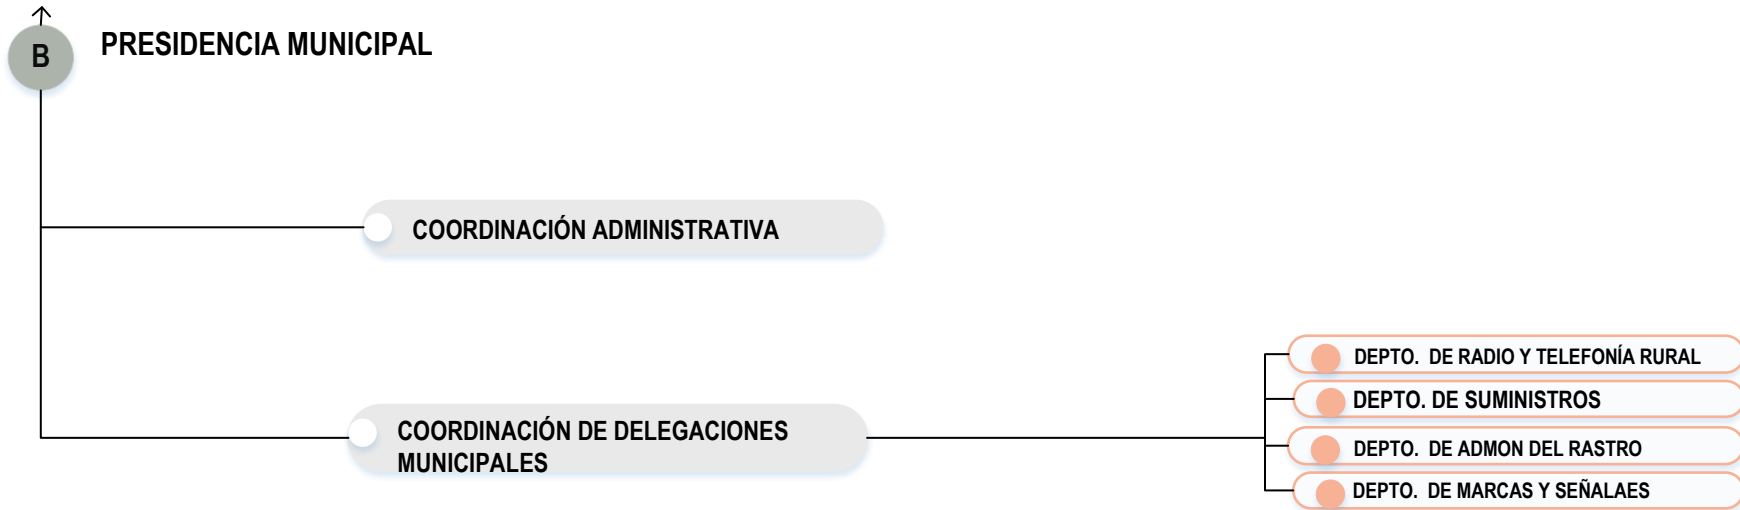 B
PRESIDENCIA MUNICIPAL
COORDINACIÓN ADMINISTRATIVA
COORDINACIÓN DE DELEGACIONES
MUNICIPALES
DEPTO. DE RADIO Y TELEFONÍA RURAL
DEPTO. DE SUMINISTROS
DEPTO. DE ADMON DEL RASTRO
DEPTO. DE MARCAS Y SEÑALAES